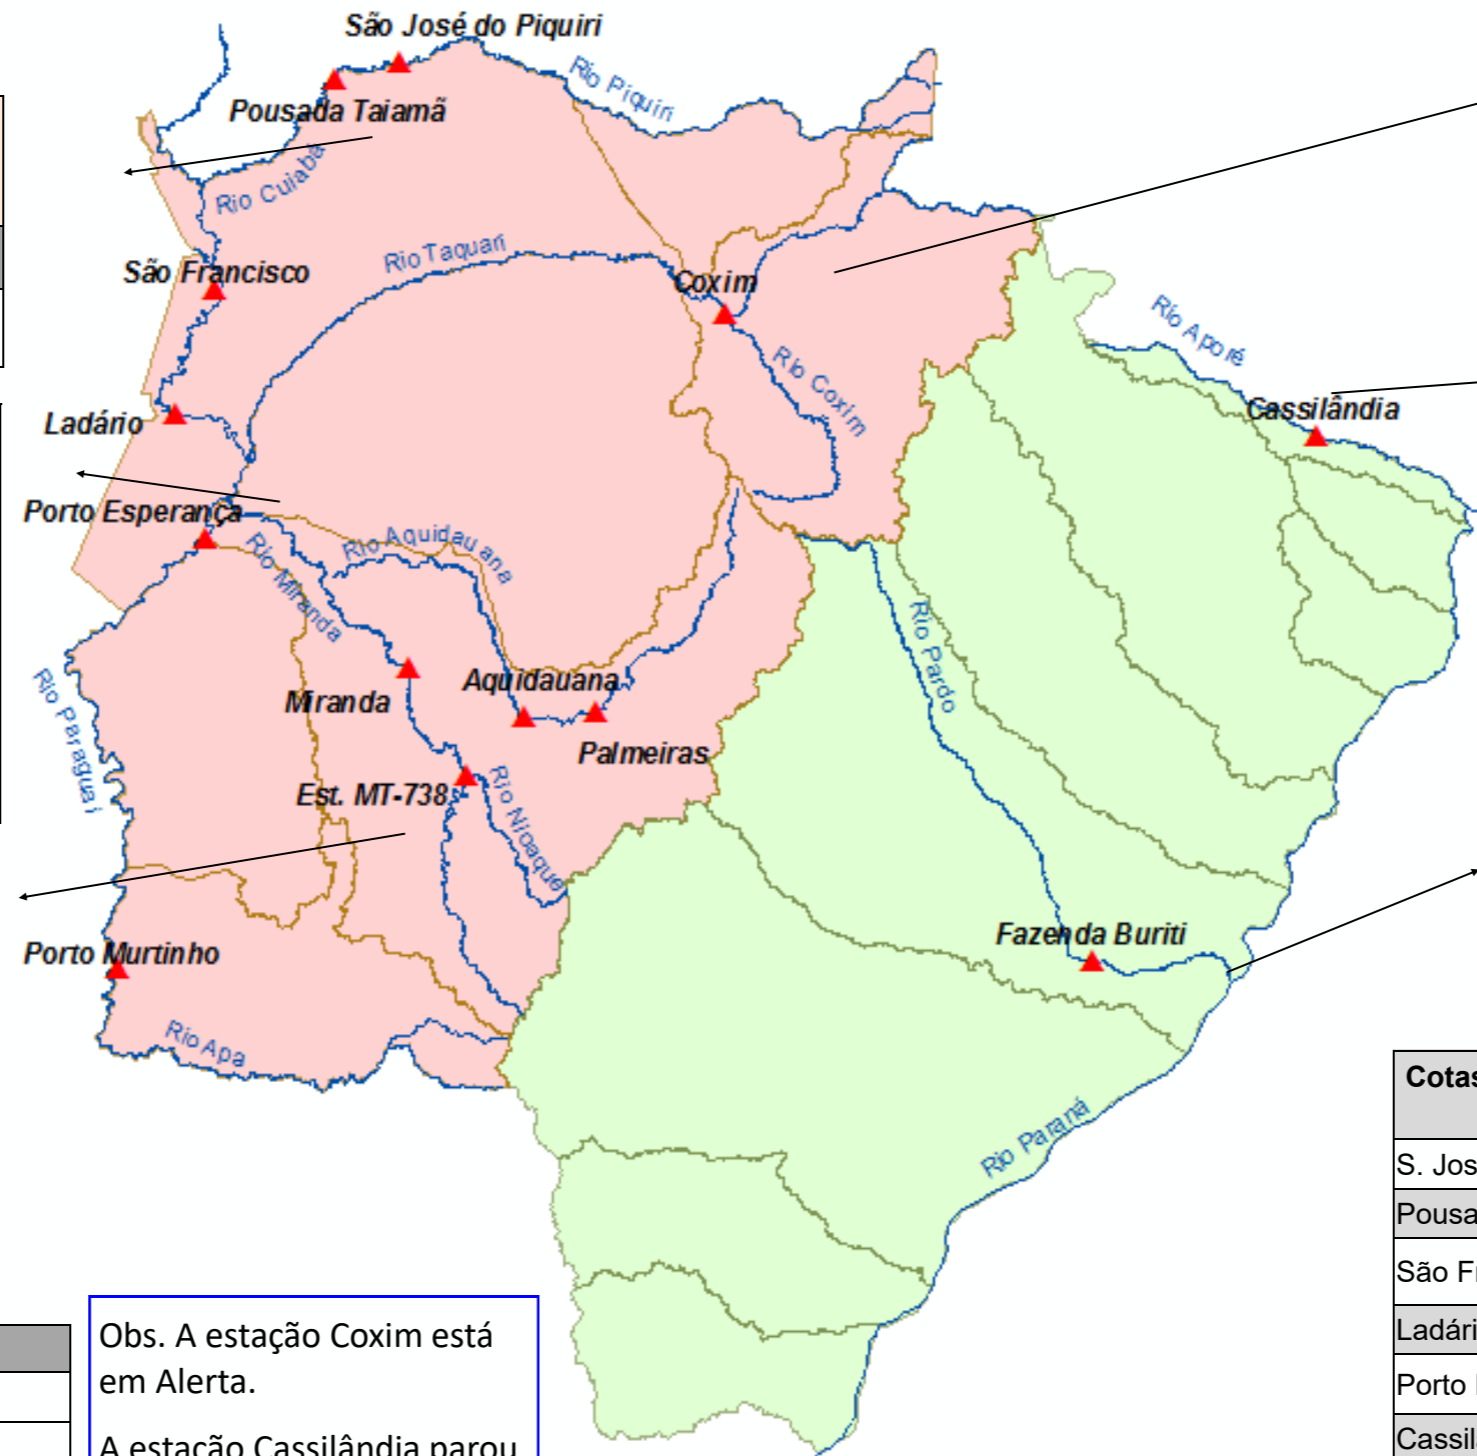 São José do Piquiri
Rio Piquiri
Pousada Taiamã
Rio Cuiabá
São Francisco
Rio Taquari
Coxim
Rio Aporé
Rio Coxim
Cassilândia
Ladário
Porto Esperança
Rio Aquidauana
Rio Miranda
Rio Pardo
Rio Paraguai
Miranda
Aquidauana
Palmeiras
Est. MT-738
Rio Nioaque
Porto Murtinho
Fazenda Buriti
Rio Apa
Rio Paraná
Cotas
S. Jos
Pousa
São Fr
Ladári
Porto
Cassil
Obs. A estação Coxim está
em Alerta.
A estação Cassilândia parou